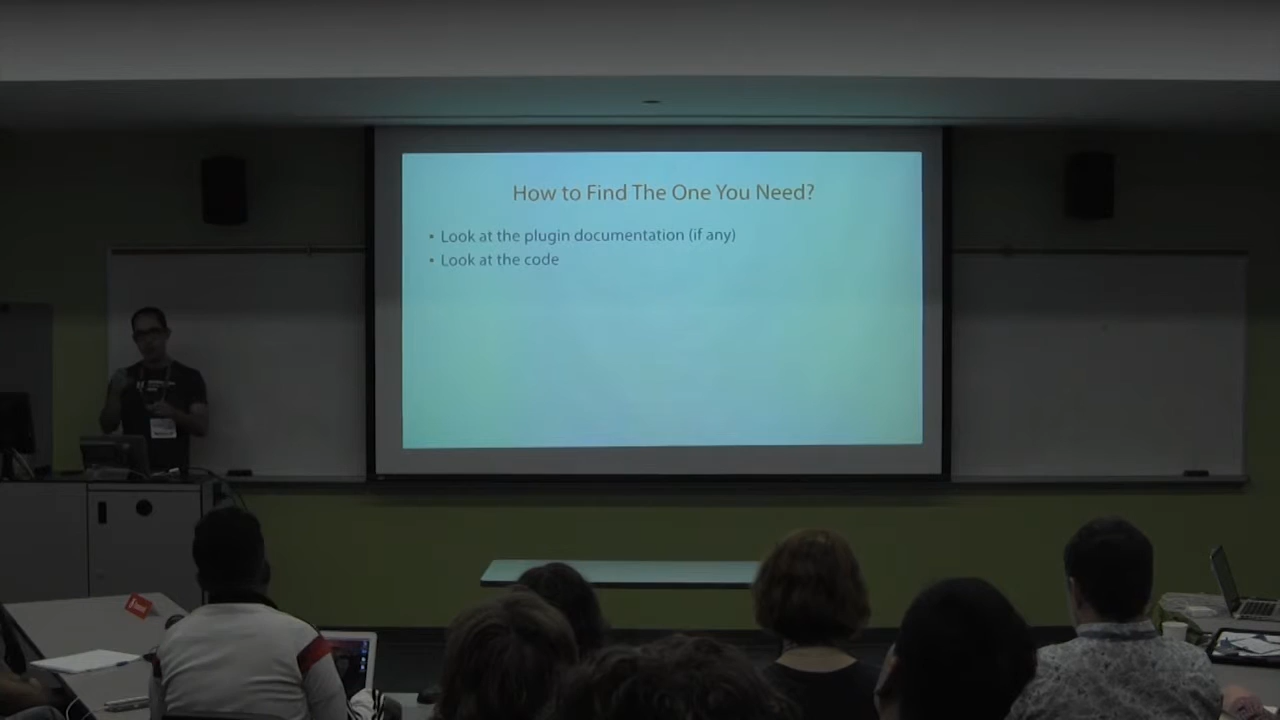 How to Find The One You Need?
• Look at the plugin documentation (if any)
• Look at the code